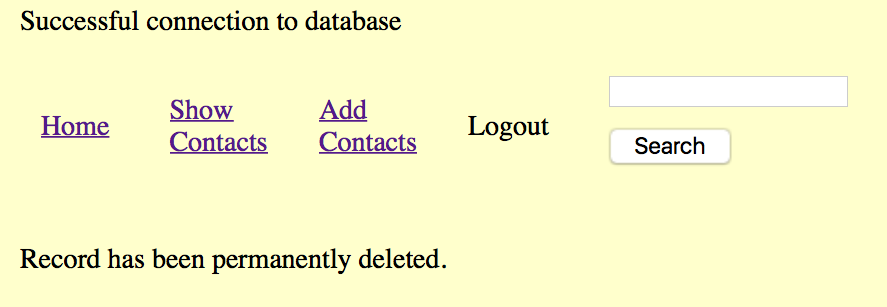 Successful connection to database
Home
Show
Contacts
Add
Contacts
Logout
Search
Record has been permanently deleted.